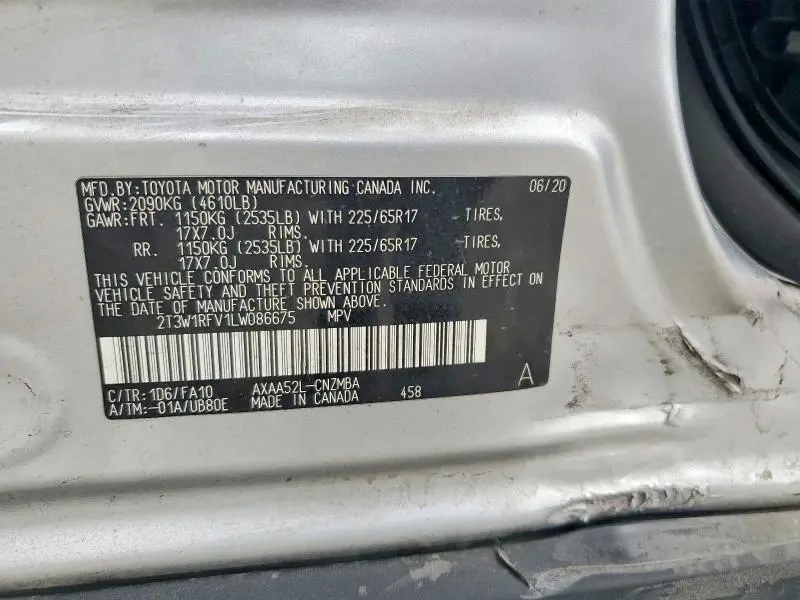 MFD.BY:TOYOTA MOTOR MANUFACTURING CANADA INC. 06/20
GVWR:2090KG (4610LB)
GAWR:FRT. 1150KG (2535LB) WITH 225/65R17 TIRES,
17X7.0J RIMS.
RR. 1150KG (2535LB) WITH 225/65R17 TIRES,
17X7.0J RIMS.
THIS VEHICLE CONFORMS TO ALL APPLICABLE FEDERAL MOTOR
VEHICLE SAFETY AND THEFT PREVENTION STANDARDS IN EFFECT ON
THE DATE OF MANUFACTURE SHOWN ABOVE.
2T3W1RFV1LW086675 MPV
C/TR:1D6/FA10 AXAA52L-CNZMBA 458 A
A/TM:-01A/UB80E MADE IN CANADA